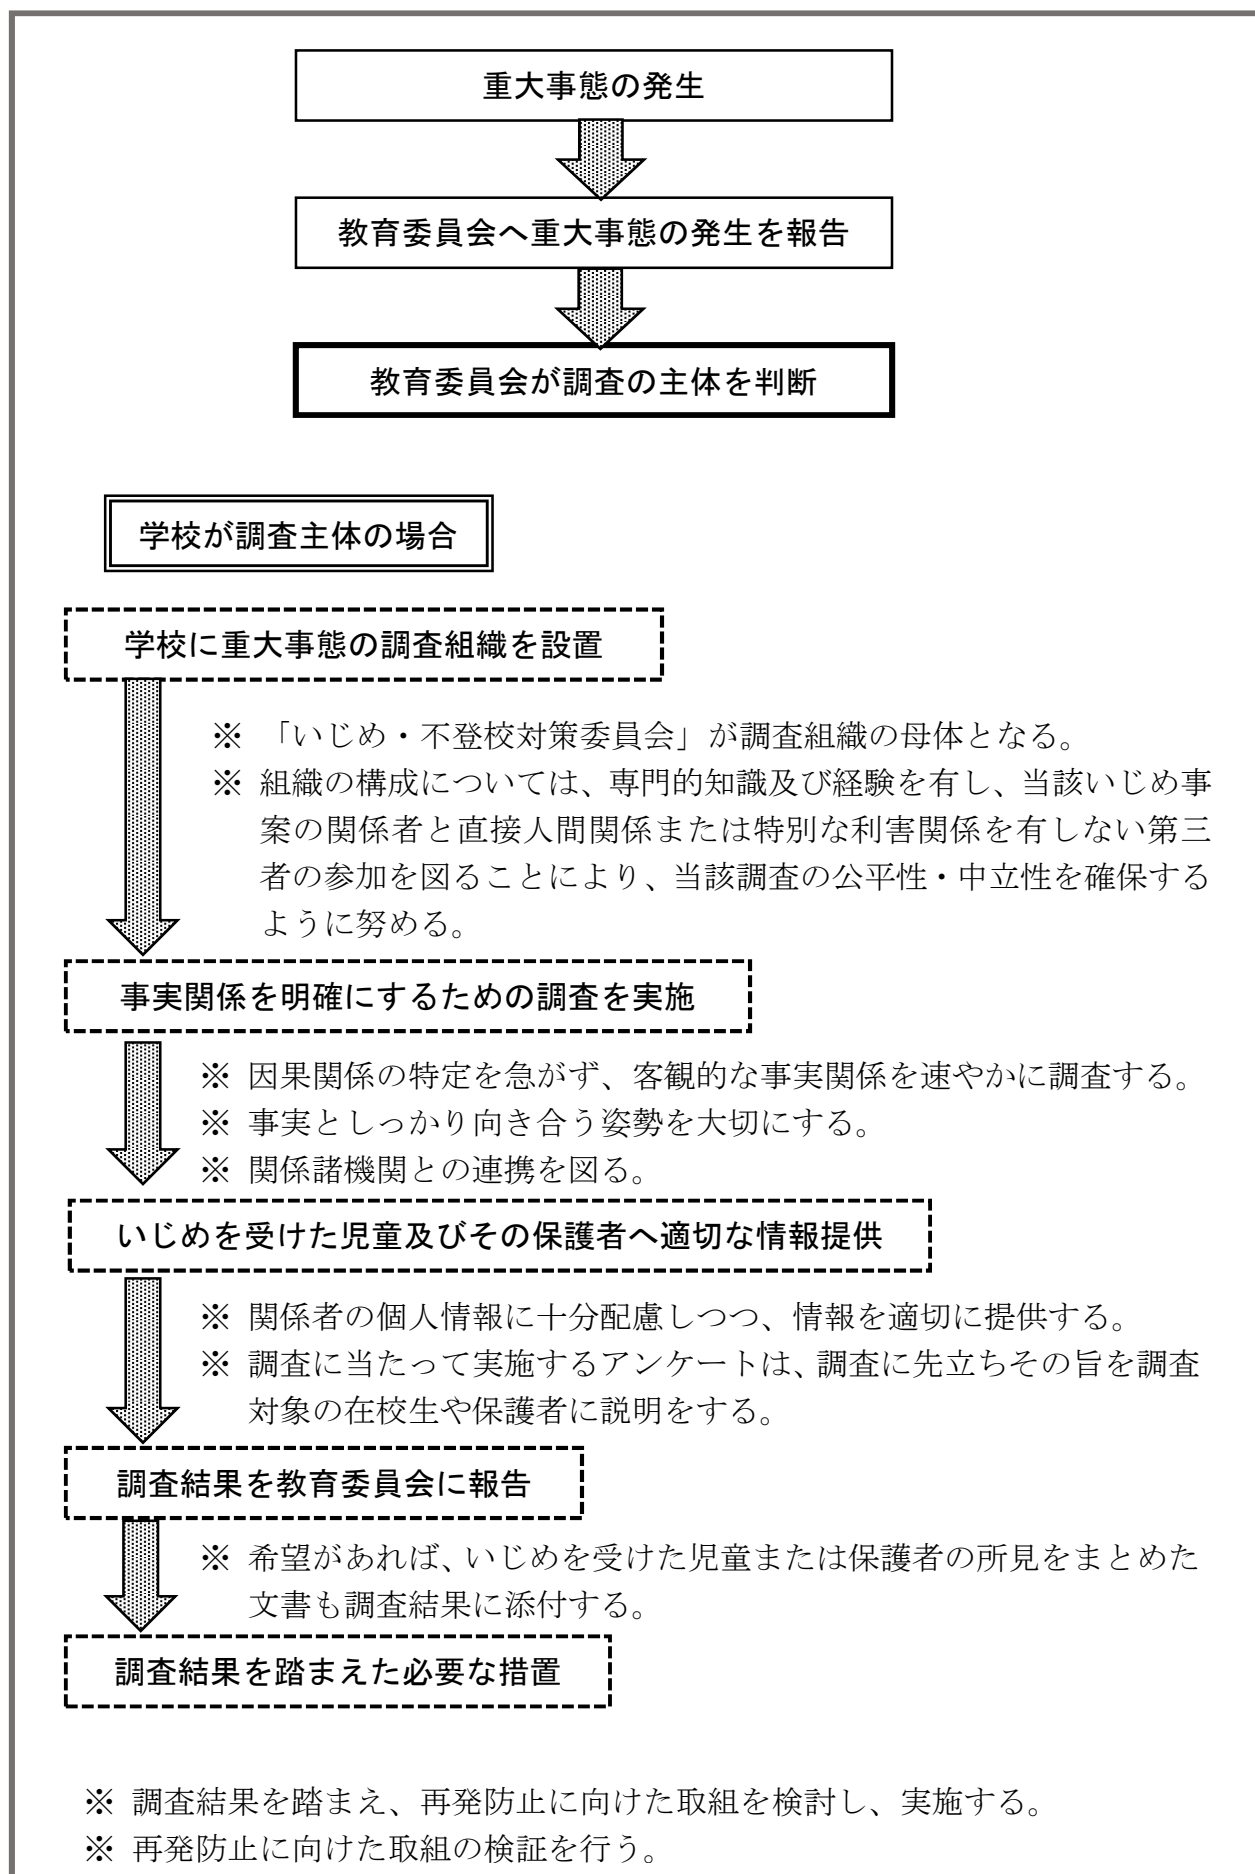 重大事態の発生
教育委員会へ重大事態の発生を報告
教育委員会が調査の主体を判断
学校が調査主体の場合
学校に重大事態の調査組織を設置
※ 「いじめ・不登校対策委員会」が調査組織の母体となる。
※ 組織の構成については、専門的知識及び経験を有し、当該いじめ事
案の関係者と直接人間関係または特別な利害関係を有しない第三
者の参加を図ることにより、当該調査の公平性・中立性を確保する
ように努める。
事実関係を明確にするための調査を実施
※ 因果関係の特定を急がず、客観的な事実関係を速やかに調査する。
※ 事実としっかり向き合う姿勢を大切にする。
※ 関係諸機関との連携を図る。
いじめを受けた児童及びその保護者へ適切な情報提供
※ 関係者の個人情報に十分配慮しつつ、情報を適切に提供する。
※ 調査に当たって実施するアンケートは、調査に先立ちその旨を調査
対象の在校生や保護者に説明をする。
調査結果を教育委員会に報告
※ 希望があれば、いじめを受けた児童または保護者の所見をまとめた
文書も調査結果に添付する。
調査結果を踏まえた必要な措置
※ 調査結果を踏まえ、再発防止に向けた取組を検討し、実施する。
※ 再発防止に向けた取組の検証を行う。